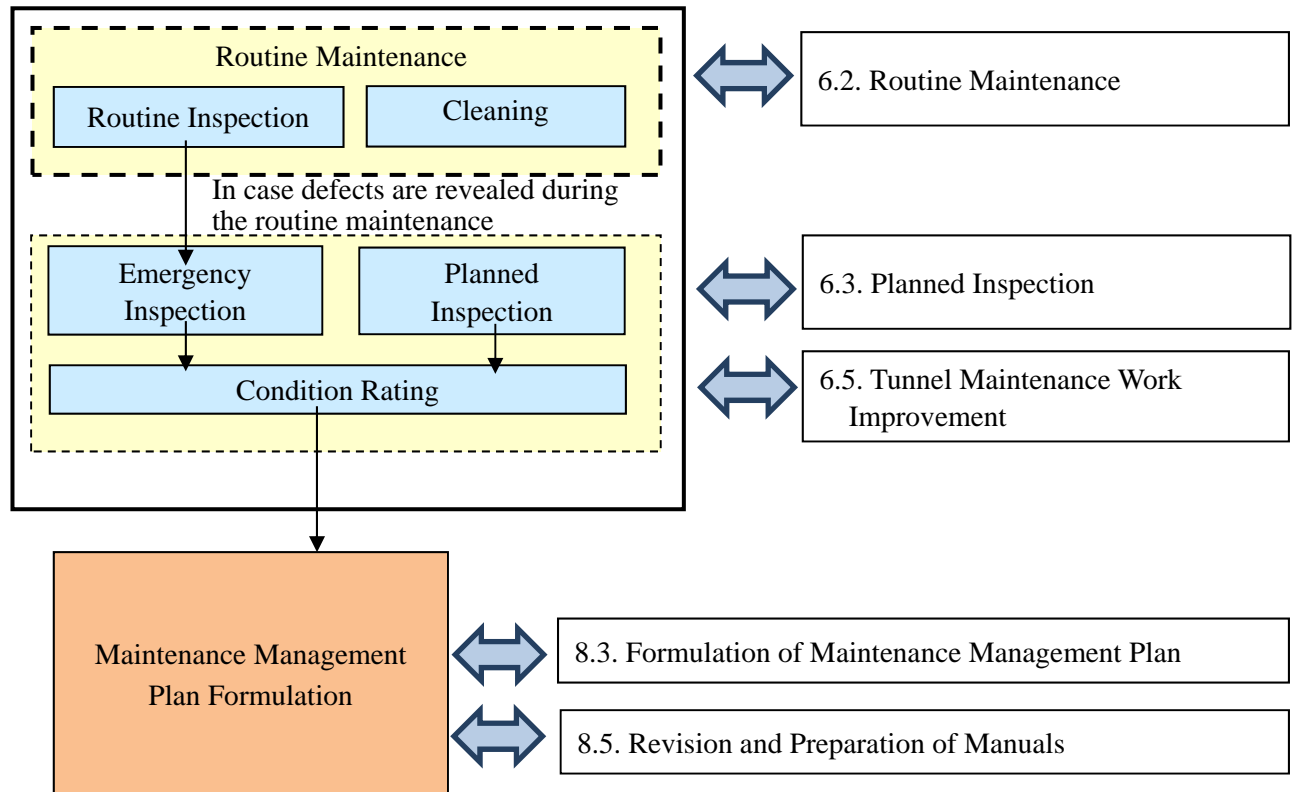 Routine Maintenance
6.2. Routine Maintenance
Routine Inspection
Cleaning
In case defects are revealed during
the routine maintenance
Emergency
Inspection
Planned
Inspection
6.3. Planned Inspection
Condition Rating
6.5. Tunnel Maintenance Work
Improvement
Maintenance Management
Plan Formulation
8.3. Formulation of Maintenance Management Plan
8.5. Revision and Preparation of Manuals